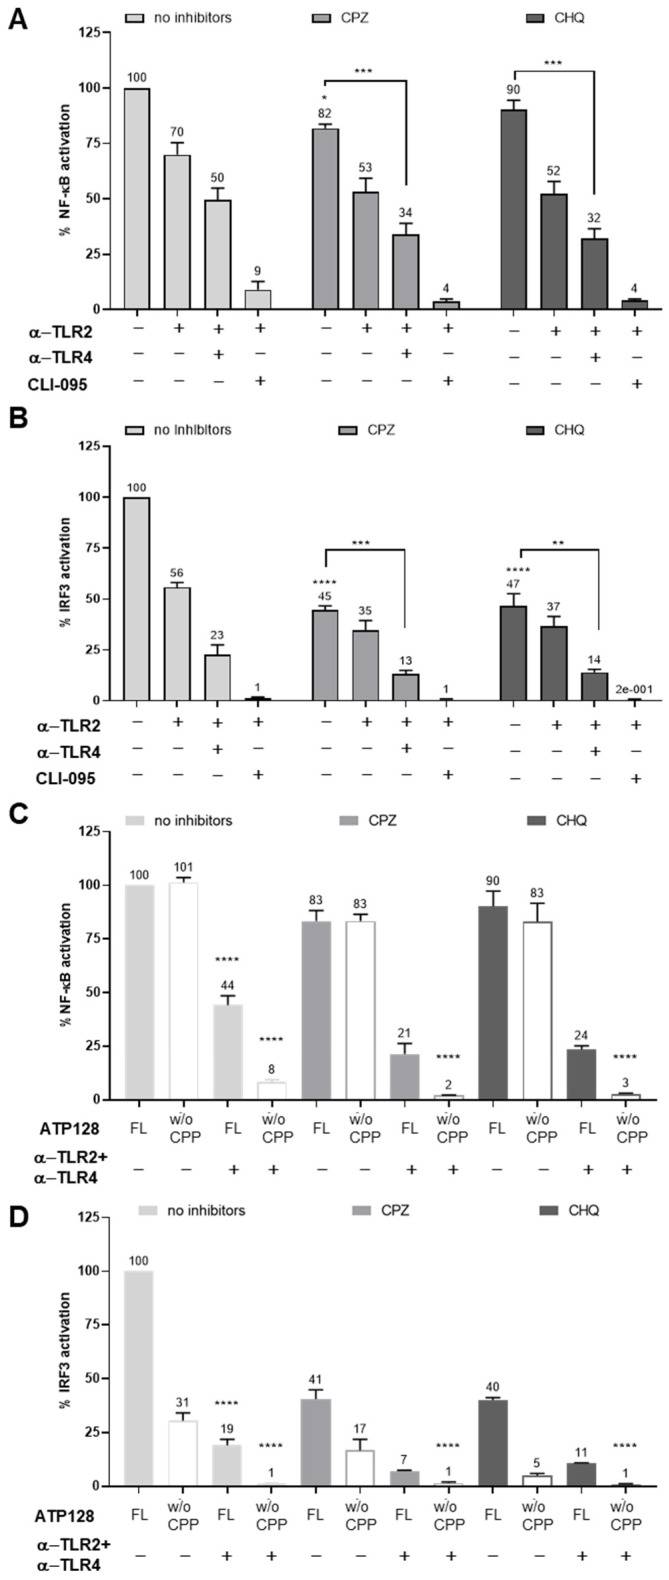 A
no inhibitors CPZ CHQ
125
100
75
50
25
0
% NF-κB activation
100 70 50 9 * 82 53 34 4 *** 90 52 32 4 ***
α–TLR2 – + + + – + + + – + + +
α–TLR4 – – + – – – + – – – + –
CLI-095 – – – + – – – + – – – +
B
no inhibitors CPZ CHQ
125
100
75
50
25
0
% IRF3 activation
100 56 23 1 **** 45 35 13 1 *** **** 47 37 14 2e-001 **
α–TLR2 – + + + – + + + – + + +
α–TLR4 – – + – – – + – – – + –
CLI-095 – – – + – – – + – – – +
C
no inhibitors CPZ CHQ
125
100
75
50
25
0
% NF-κB activation
100 101 **** 44 **** 8 83 83 21 **** 2 90 83 24 **** 3
ATP128 FL w/o CPP FL w/o CPP FL w/o CPP FL w/o CPP FL w/o CPP FL w/o CPP
α–TLR2+
α–TLR4 – – + + – – + + – – + +
D
no inhibitors CPZ CHQ
125
100
75
50
25
0
% IRF3 activation
100 31 **** 19 **** 1 41 17 7 **** 1 40 5 11 **** 1
ATP128 FL w/o CPP FL w/o CPP FL w/o CPP FL w/o CPP FL w/o CPP FL w/o CPP
α–TLR2+
α–TLR4 – – + + – – + + – – + +